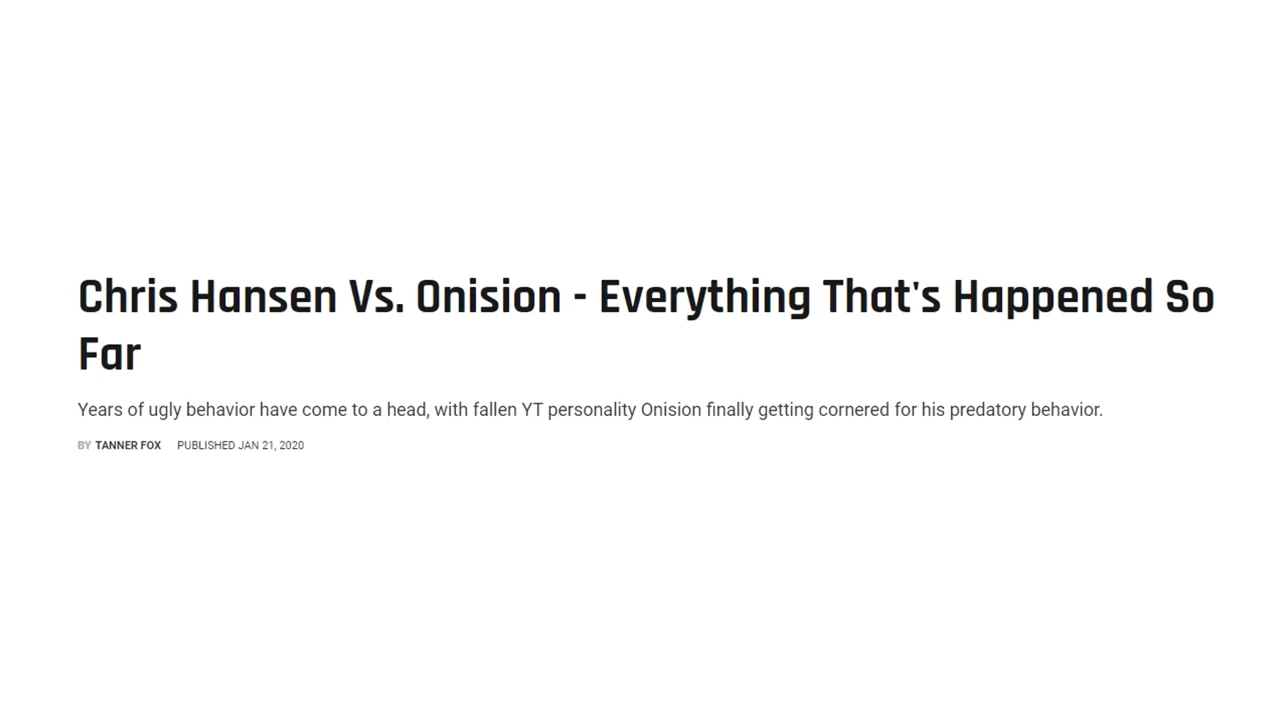 Chris Hansen Vs. Onision - Everything That's Happened So
Far
Years of ugly behavior have come to a head, with fallen YT personality Onision finally getting cornered for his predatory behavior.
BY TANNER FOX PUBLISHED JAN 21, 2020